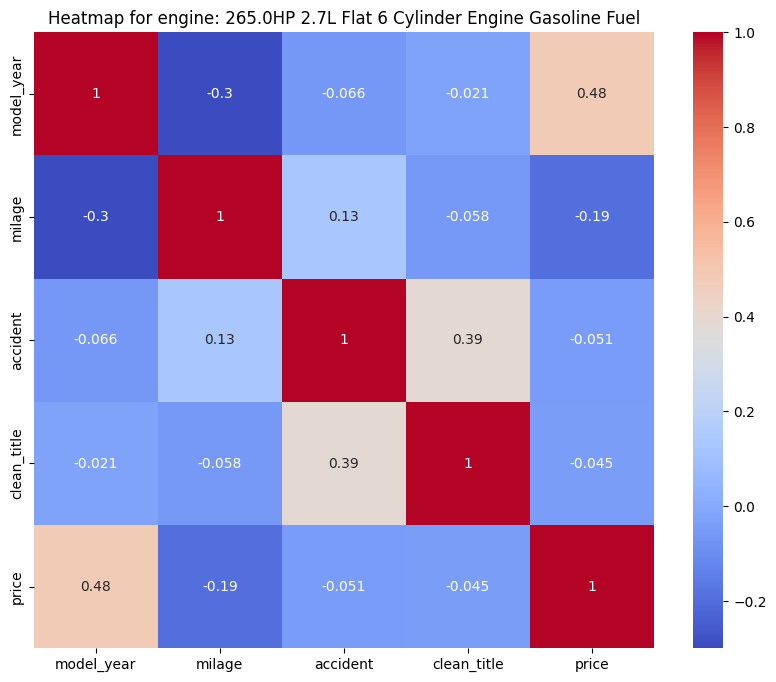 Heatmap for engine: 265.0HP 2.7L Flat 6 Cylinder Engine Gasoline Fuel
model_year 1 -0.3 -0.066 -0.021 0.48
milage -0.3 1 0.13 -0.058 -0.19
accident -0.066 0.13 1 0.39 -0.051
clean_title -0.021 -0.058 0.39 1 -0.045
price 0.48 -0.19 -0.051 -0.045 1
model_year milage accident clean_title price
1.0
0.8
0.6
0.4
0.2
0.0
−0.2